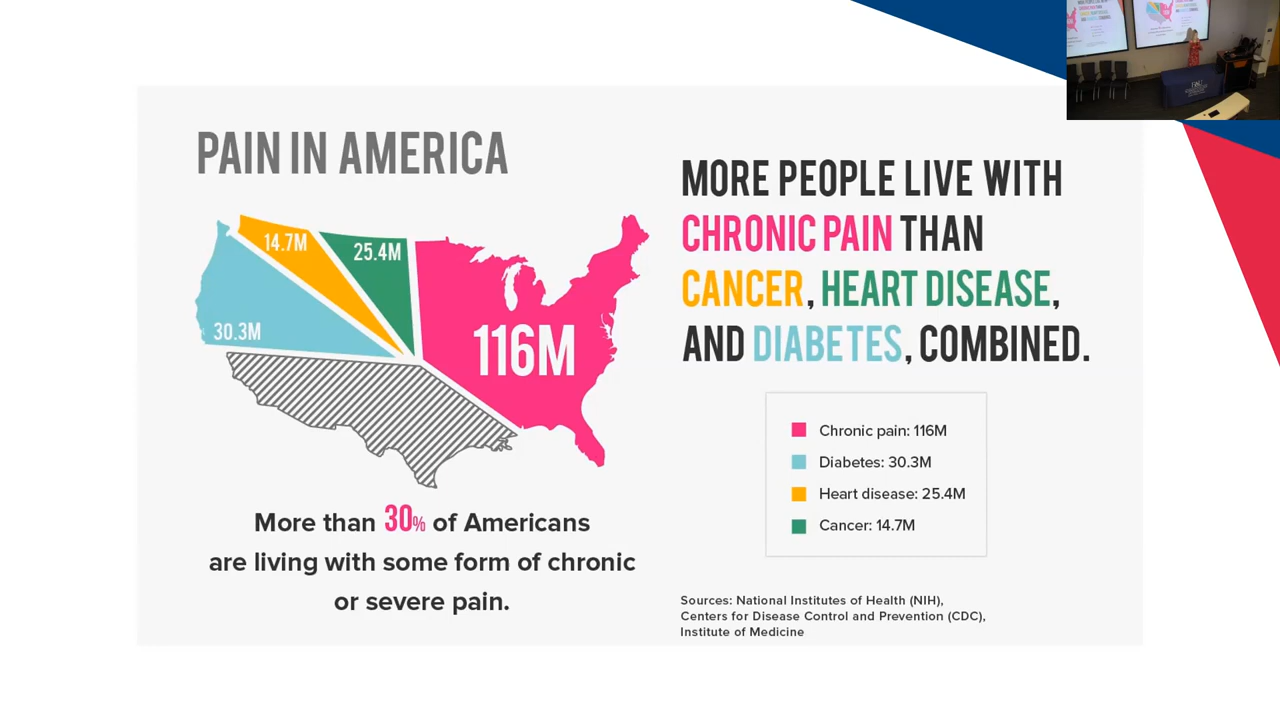 PAIN IN AMERICA
14.7M
25.4M
30.3M
116M
More than 30% of Americans
are living with some form of chronic
or severe pain.
MORE PEOPLE LIVE WITH
CHRONIC PAIN THAN
CANCER, HEART DISEASE,
AND DIABETES, COMBINED.
Chronic pain: 116M
Diabetes: 30.3M
Heart disease: 25.4M
Cancer: 14.7M
Sources: National Institutes of Health (NIH),
Centers for Disease Control and Prevention (CDC),
Institute of Medicine